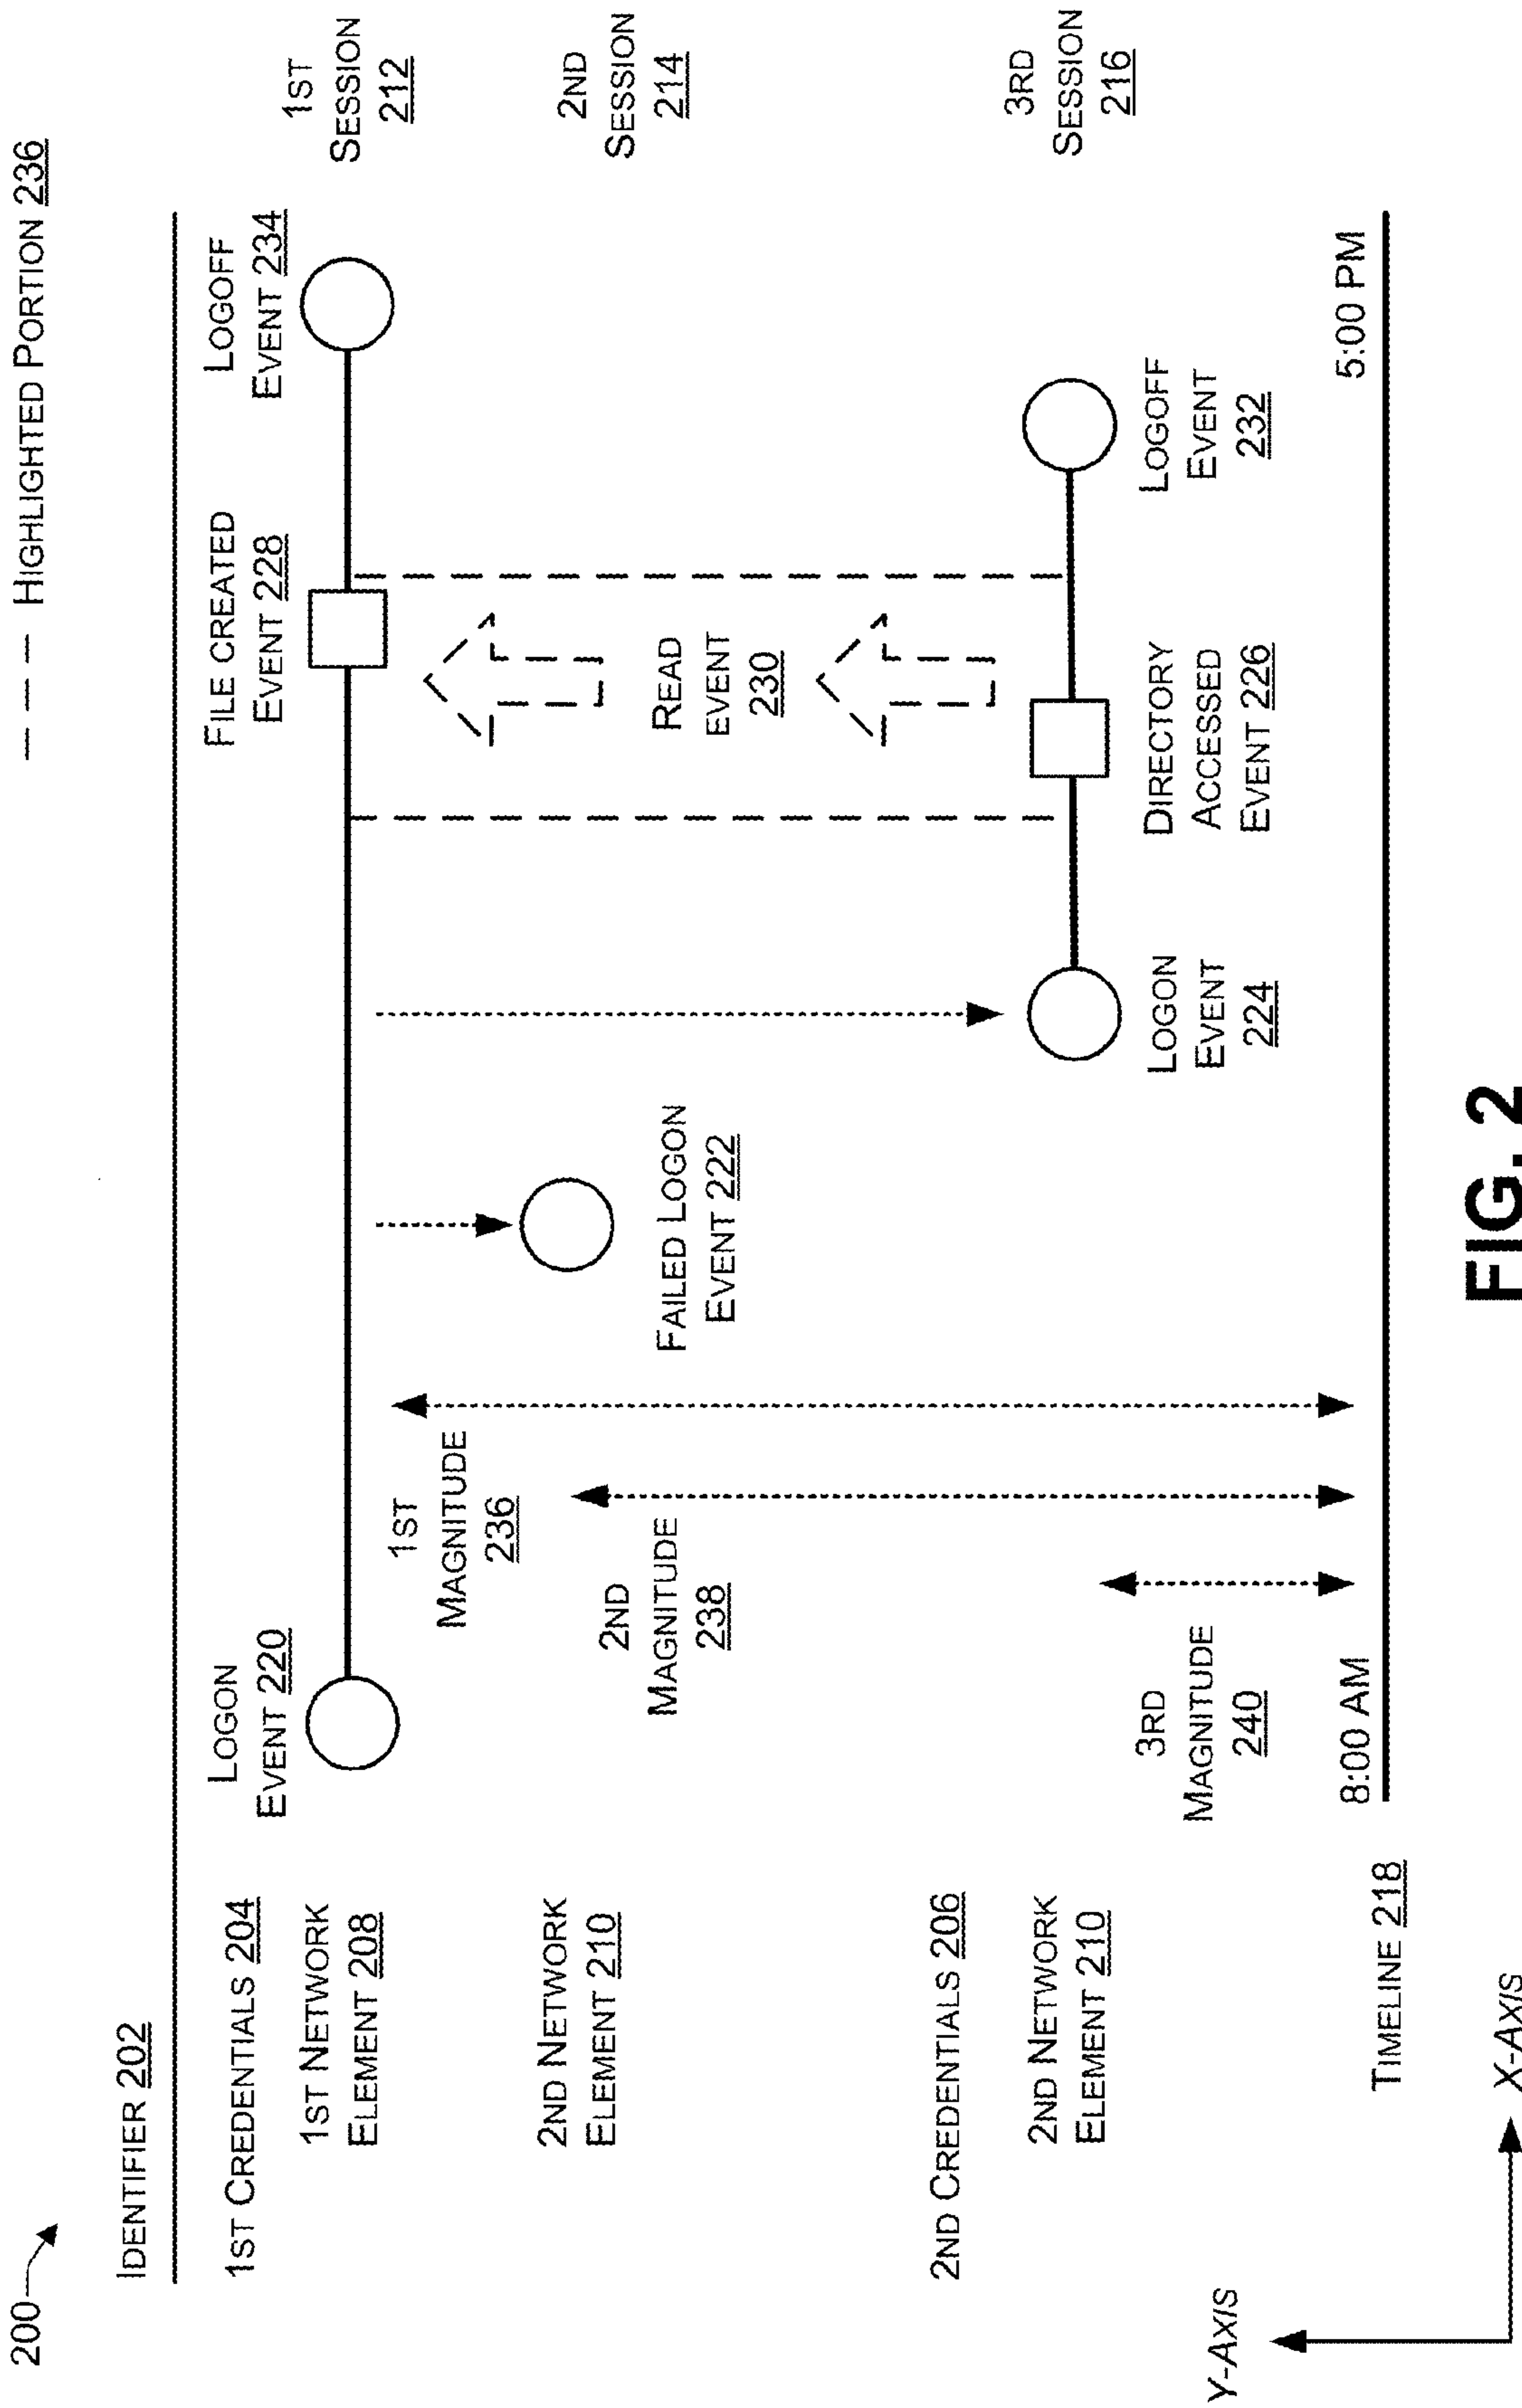 200
— — — HIGHLIGHTED PORTION 236
IDENTIFIER 202
1ST CREDENTIALS 204
1ST NETWORK
ELEMENT 208
LOGON
EVENT 220
FILE CREATED
EVENT 228
LOGOFF
EVENT 234
1ST
SESSION
212
1ST
MAGNITUDE
236
2ND NETWORK
ELEMENT 210
2ND
MAGNITUDE
238
FAILED LOGON
EVENT 222
READ
EVENT
230
2ND
SESSION
214
2ND CREDENTIALS 206
2ND NETWORK
ELEMENT 210
3RD
MAGNITUDE
240
LOGON
EVENT
224
DIRECTORY
ACCESSED
EVENT 226
LOGOFF
EVENT
232
3RD
SESSION
216
8:00 AM
5:00 PM
TIMELINE 218
Y-AXIS
X-AXIS
FIG. 2